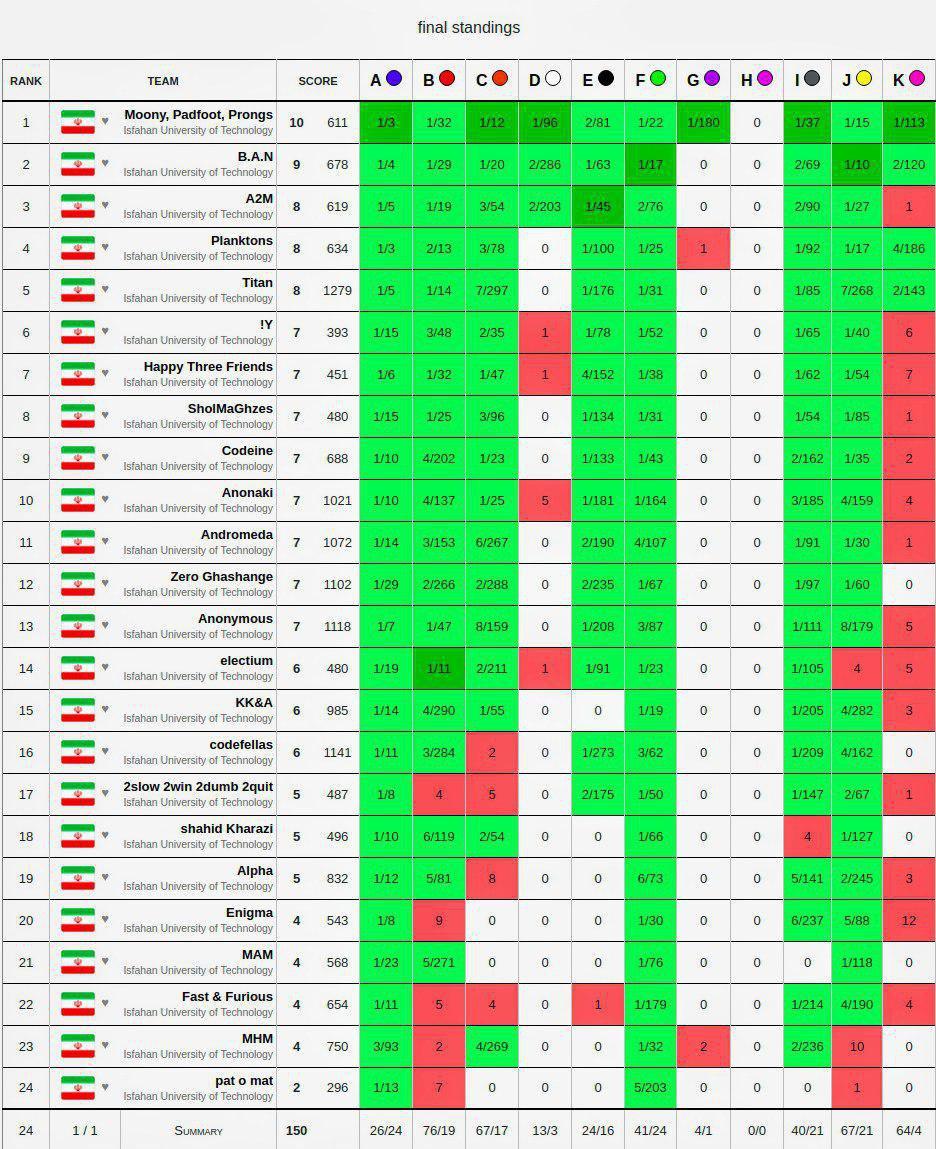 final standings
RANK TEAM SCORE A B C D E F G H I J K
1 ♥ Moony, Padfoot, Prongs 10 611 1/3 1/32 1/12 1/96 2/81 1/22 1/180 0 1/37 1/15 1/113
Isfahan University of Technology
2 ♥ B.A.N 9 678 1/4 1/29 1/20 2/286 1/63 1/17 0 0 2/69 1/10 2/120
Isfahan University of Technology
3 ♥ A2M 8 619 1/5 1/19 3/54 2/203 1/45 2/76 0 0 2/90 1/27 1
Isfahan University of Technology
4 ♥ Planktons 8 634 1/3 2/13 3/78 0 1/100 1/25 1 0 1/92 1/17 4/186
Isfahan University of Technology
5 ♥ Titan 8 1279 1/5 1/14 7/297 0 1/176 1/31 0 0 1/85 7/268 2/143
Isfahan University of Technology
6 ♥ !Y 7 393 1/15 3/48 2/35 1 1/78 1/52 0 0 1/65 1/40 6
Isfahan University of Technology
7 ♥ Happy Three Friends 7 451 1/6 1/32 1/47 1 4/152 1/38 0 0 1/62 1/54 7
Isfahan University of Technology
8 ♥ SholMaGhzes 7 480 1/15 1/25 3/96 0 1/134 1/31 0 0 1/54 1/85 1
Isfahan University of Technology
9 ♥ Codeine 7 688 1/10 4/202 1/23 0 1/133 1/43 0 0 2/162 1/35 2
Isfahan University of Technology
10 ♥ Anonaki 7 1021 1/10 4/137 1/25 5 1/181 1/164 0 0 3/185 4/159 4
Isfahan University of Technology
11 ♥ Andromeda 7 1072 1/14 3/153 6/267 0 2/190 4/107 0 0 1/91 1/30 1
Isfahan University of Technology
12 ♥ Zero Ghashange 7 1102 1/29 2/266 2/288 0 2/235 1/67 0 0 1/97 1/60 0
Isfahan University of Technology
13 ♥ Anonymous 7 1118 1/7 1/47 8/159 0 1/208 3/87 0 0 1/111 8/179 5
Isfahan University of Technology
14 ♥ electium 6 480 1/19 1/11 2/211 1 1/91 1/23 0 0 1/105 4 5
Isfahan University of Technology
15 ♥ KK&A 6 985 1/14 4/290 1/55 0 0 1/19 0 0 1/205 4/282 3
Isfahan University of Technology
16 ♥ codefellas 6 1141 1/11 3/284 2 0 1/273 3/62 0 0 1/209 4/162 0
Isfahan University of Technology
17 ♥ 2slow 2win 2dumb 2quit 5 487 1/8 4 5 0 2/175 1/50 0 0 1/147 2/67 1
Isfahan University of Technology
18 ♥ shahid Kharazi 5 496 1/10 6/119 2/54 0 0 1/66 0 0 4 1/127 0
Isfahan University of Technology
19 ♥ Alpha 5 832 1/12 5/81 8 0 0 6/73 0 0 5/141 2/245 3
Isfahan University of Technology
20 ♥ Enigma 4 543 1/8 9 0 0 0 1/30 0 0 6/237 5/88 12
Isfahan University of Technology
21 ♥ MAM 4 568 1/23 5/271 0 0 0 1/76 0 0 0 1/118 0
Isfahan University of Technology
22 ♥ Fast & Furious 4 654 1/11 5 4 0 1 1/179 0 0 1/214 4/190 4
Isfahan University of Technology
23 ♥ MHM 4 750 3/93 2 4/269 0 0 1/32 2 0 2/236 10 0
Isfahan University of Technology
24 ♥ pat o mat 2 296 1/13 7 0 0 0 5/203 0 0 0 1 0
Isfahan University of Technology
24 1 / 1 Summary 150 26/24 76/19 67/17 13/3 24/16 41/24 4/1 0/0 40/21 67/21 64/4